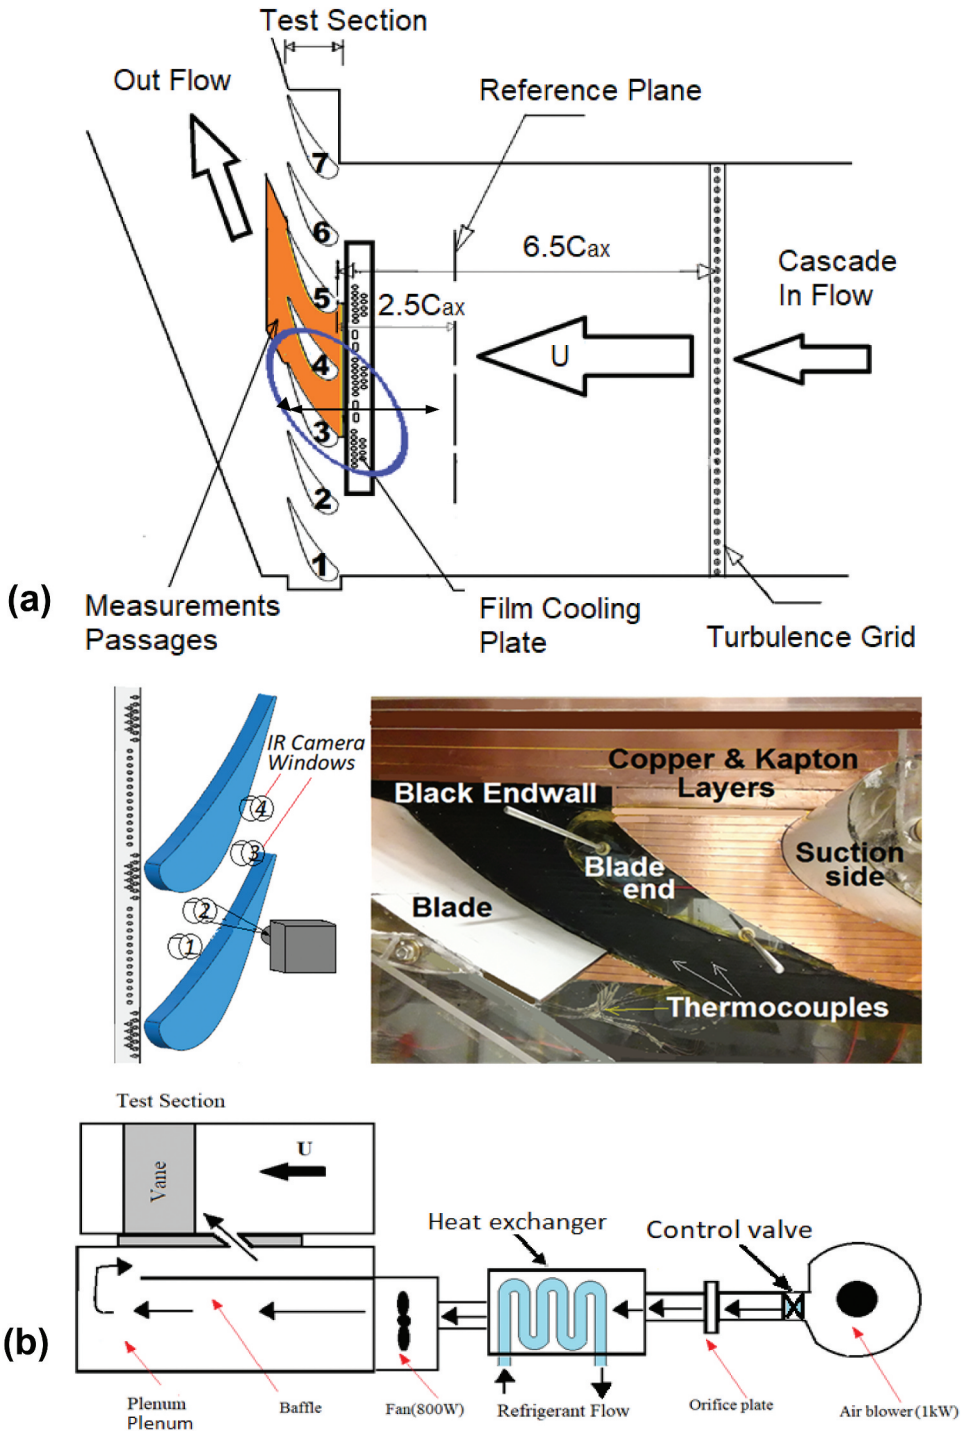 Test Section
Out Flow
Reference Plane
7
6
6.5Cax
Cascade
In Flow
5
2.5Cax
U
4
3
2
1
(a)
Measurements
Passages
Film Cooling
Plate
Turbulence Grid
IR Camera
Windows
4
3
2
1
Copper & Kapton
Layers
Black Endwall
Suction
side
Blade
end
Blade
Thermocouples
Test Section
U
Vane
Heat exchanger
Control valve
(b)
Plenum
Plenum
Baffle
Fan(800W)
Refrigerant Flow
Orifice plate
Air blower(1kW)